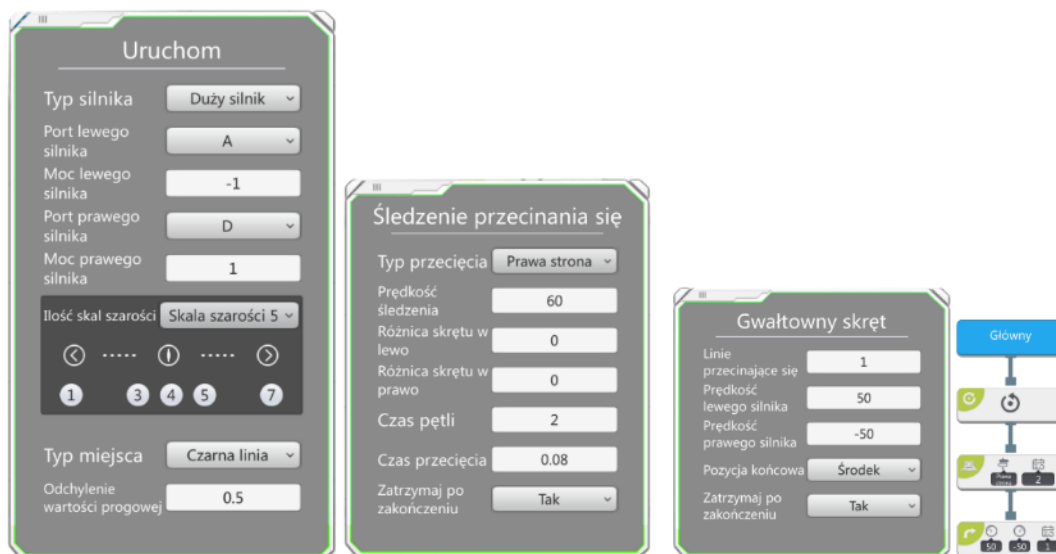 Uruchom
Typ silnika Duży silnik
Port lewego
silnika A
Moc lewego
silnika -1
Port prawego
silnika D
Moc prawego
silnika 1
Ilość skal szarości Skala szarości 5
1 3 4 5 7
Typ miejsca Czarna linia
Odchylenie
wartości progowej 0.5
Śledzenie przecinania się
Typ przecięcia Prawa strona
Prędkość
śledzenia 60
Różnica skrętu w
lewo 0
Różnica skrętu w
prawo 0
Czas pętli 2
Czas przecięcia 0.08
Zatrzymaj po
zakończeniu Tak
Gwałtowny skręt
Linie
przecinające się 1
Prędkość
lewego silnika 50
Prędkość
prawego silnika -50
Pozycja końcowa Środek
Zatrzymaj po
zakończeniu Tak
Główny
Prawa
strona 2
50 -50 1